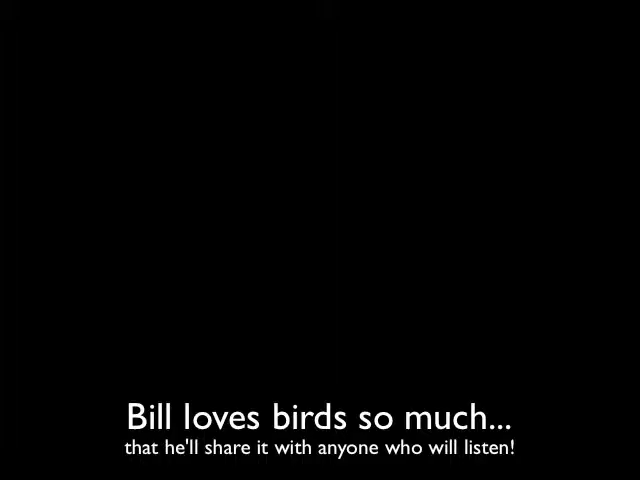 Bill loves birds so much...
that he'll share it with anyone who will listen!